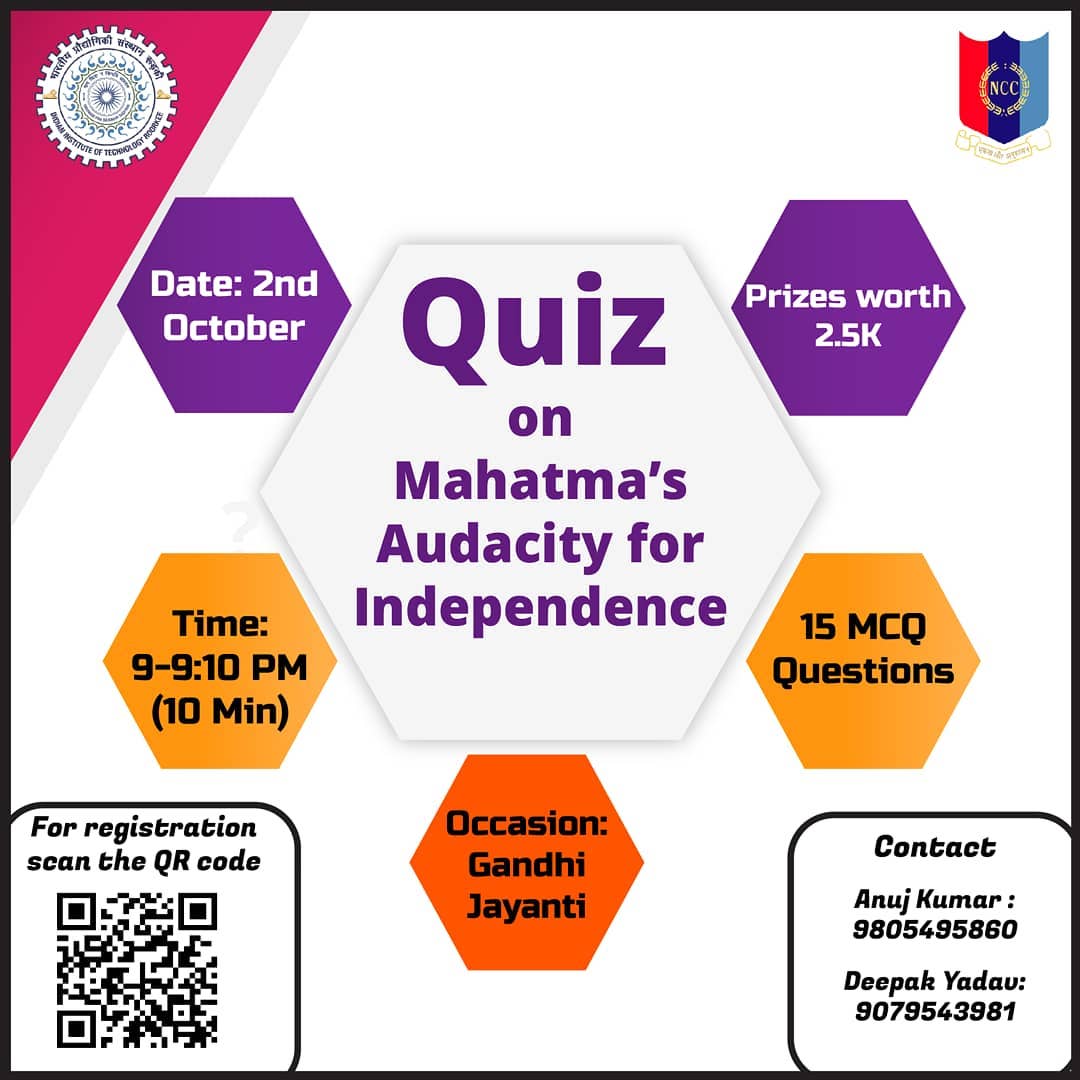 भारतीय प्रौद्योगिकी संस्थान रूड़की
INDIAN INSTITUTE OF TECHNOLOGY ROORKEE
NCC
एकता और अनुशासन
Date: 2nd
October
Prizes worth
2.5K
Quiz
on
Mahatma’s
Audacity for
Independence
?
Time:
9-9:10 PM
(10 Min)
15 MCQ
Questions
Occasion:
Gandhi
Jayanti
For registration
scan the QR code
Contact
Anuj Kumar :
9805495860
Deepak Yadav:
9079543981